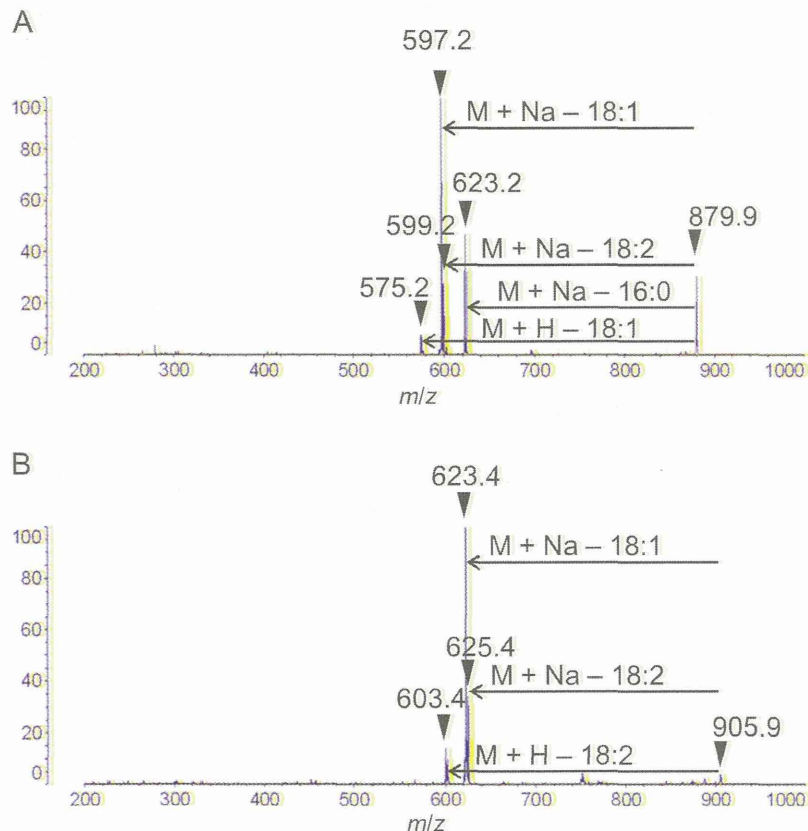 A
597.2
100
M + Na – 18:1
80
623.2
60
599.2
879.9
40
M + Na – 18:2
575.2
20
M + Na – 16:0
M + H – 18:1
0
200 300 400 500 600 700 800 900 1000
m/z
B
623.4
100
M + Na – 18:1
80
60
625.4
40
M + Na – 18:2
603.4
20
905.9
M + H – 18:2
0
200 300 400 500 600 700 800 900 1000
m/z